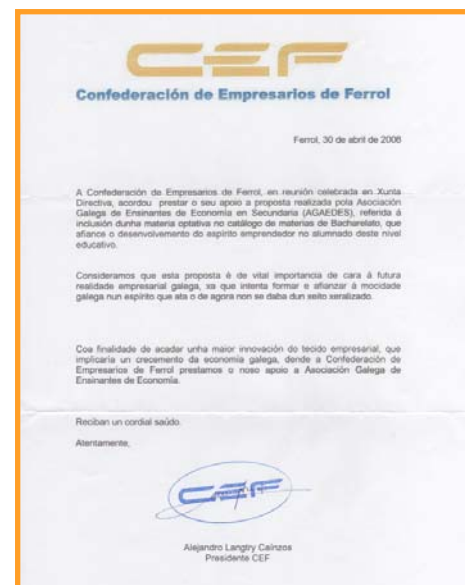 CEF
Confederación de Empresarios de Ferrol
Ferrol, 30 de abril de 2008
A Confederación de Empresarios de Ferrol, en reunión celebrada en Xunta
Directiva, acordou prestar o seu apoio a proposta realizada pola Asociación
Galega de Ensinantes de Economía en Secundaria (AGAEDES), referida á
inclusión dunha materia optativa no catálogo de materias de Bacharelato, que
afiance o desenvolvemento do espírito emprendedor no alumnado deste nivel
educativo.
Consideramos que esta proposta é de vital importancia de cara á futura
realidade empresarial galega, xa que intenta formar e afianzar á mocidade
galega nun espírito que ata o de agora non se daba dun xeito xeralizado.
Coa finalidade de acadar unha maior innovación do tecido empresarial, que
implicaría un crecemento da economía galega, dende a Confederación de
Empresarios de Ferrol prestamos o noso apoio a Asociación Galega de
Ensinantes de Economía.
Reciban un cordial saúdo.
Atentamente,
CEF
Alejandro Langtry Caínzos
Presidente CEF